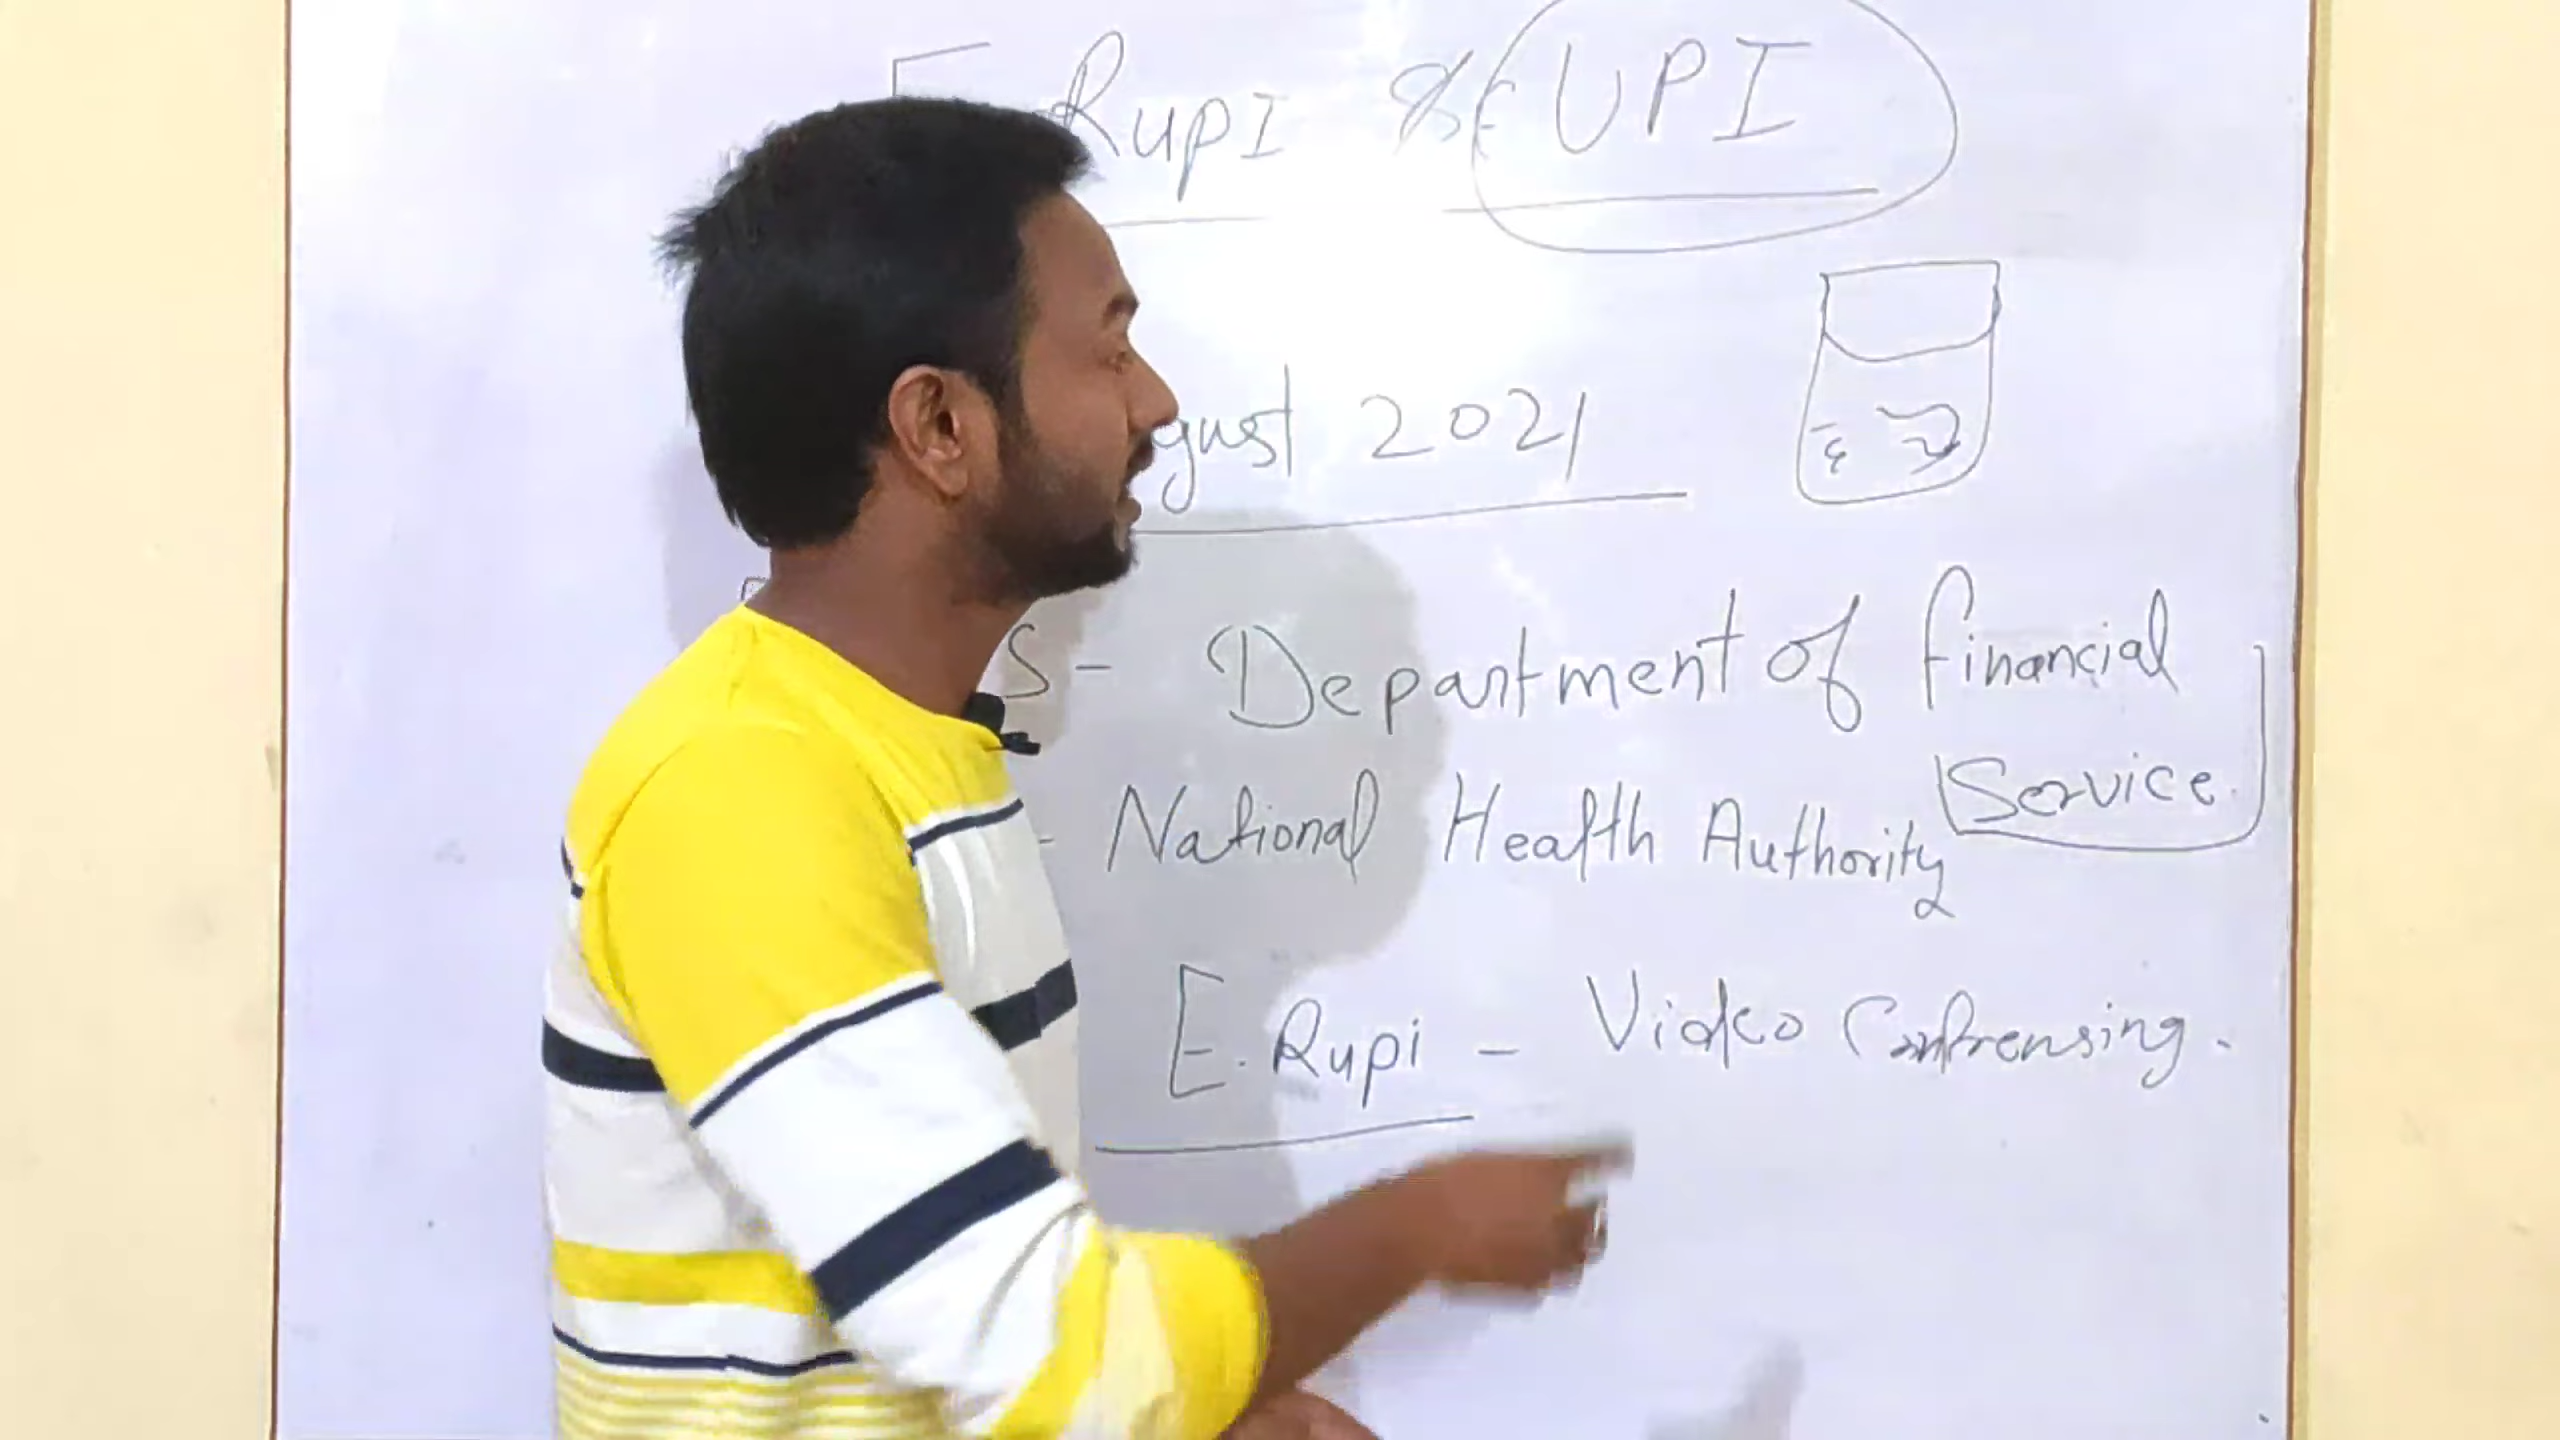 E Rupi & UPI
gust 2021
S - Department of financial
Service.
- National Health Authority
E. Rupi - Video Confrensing.